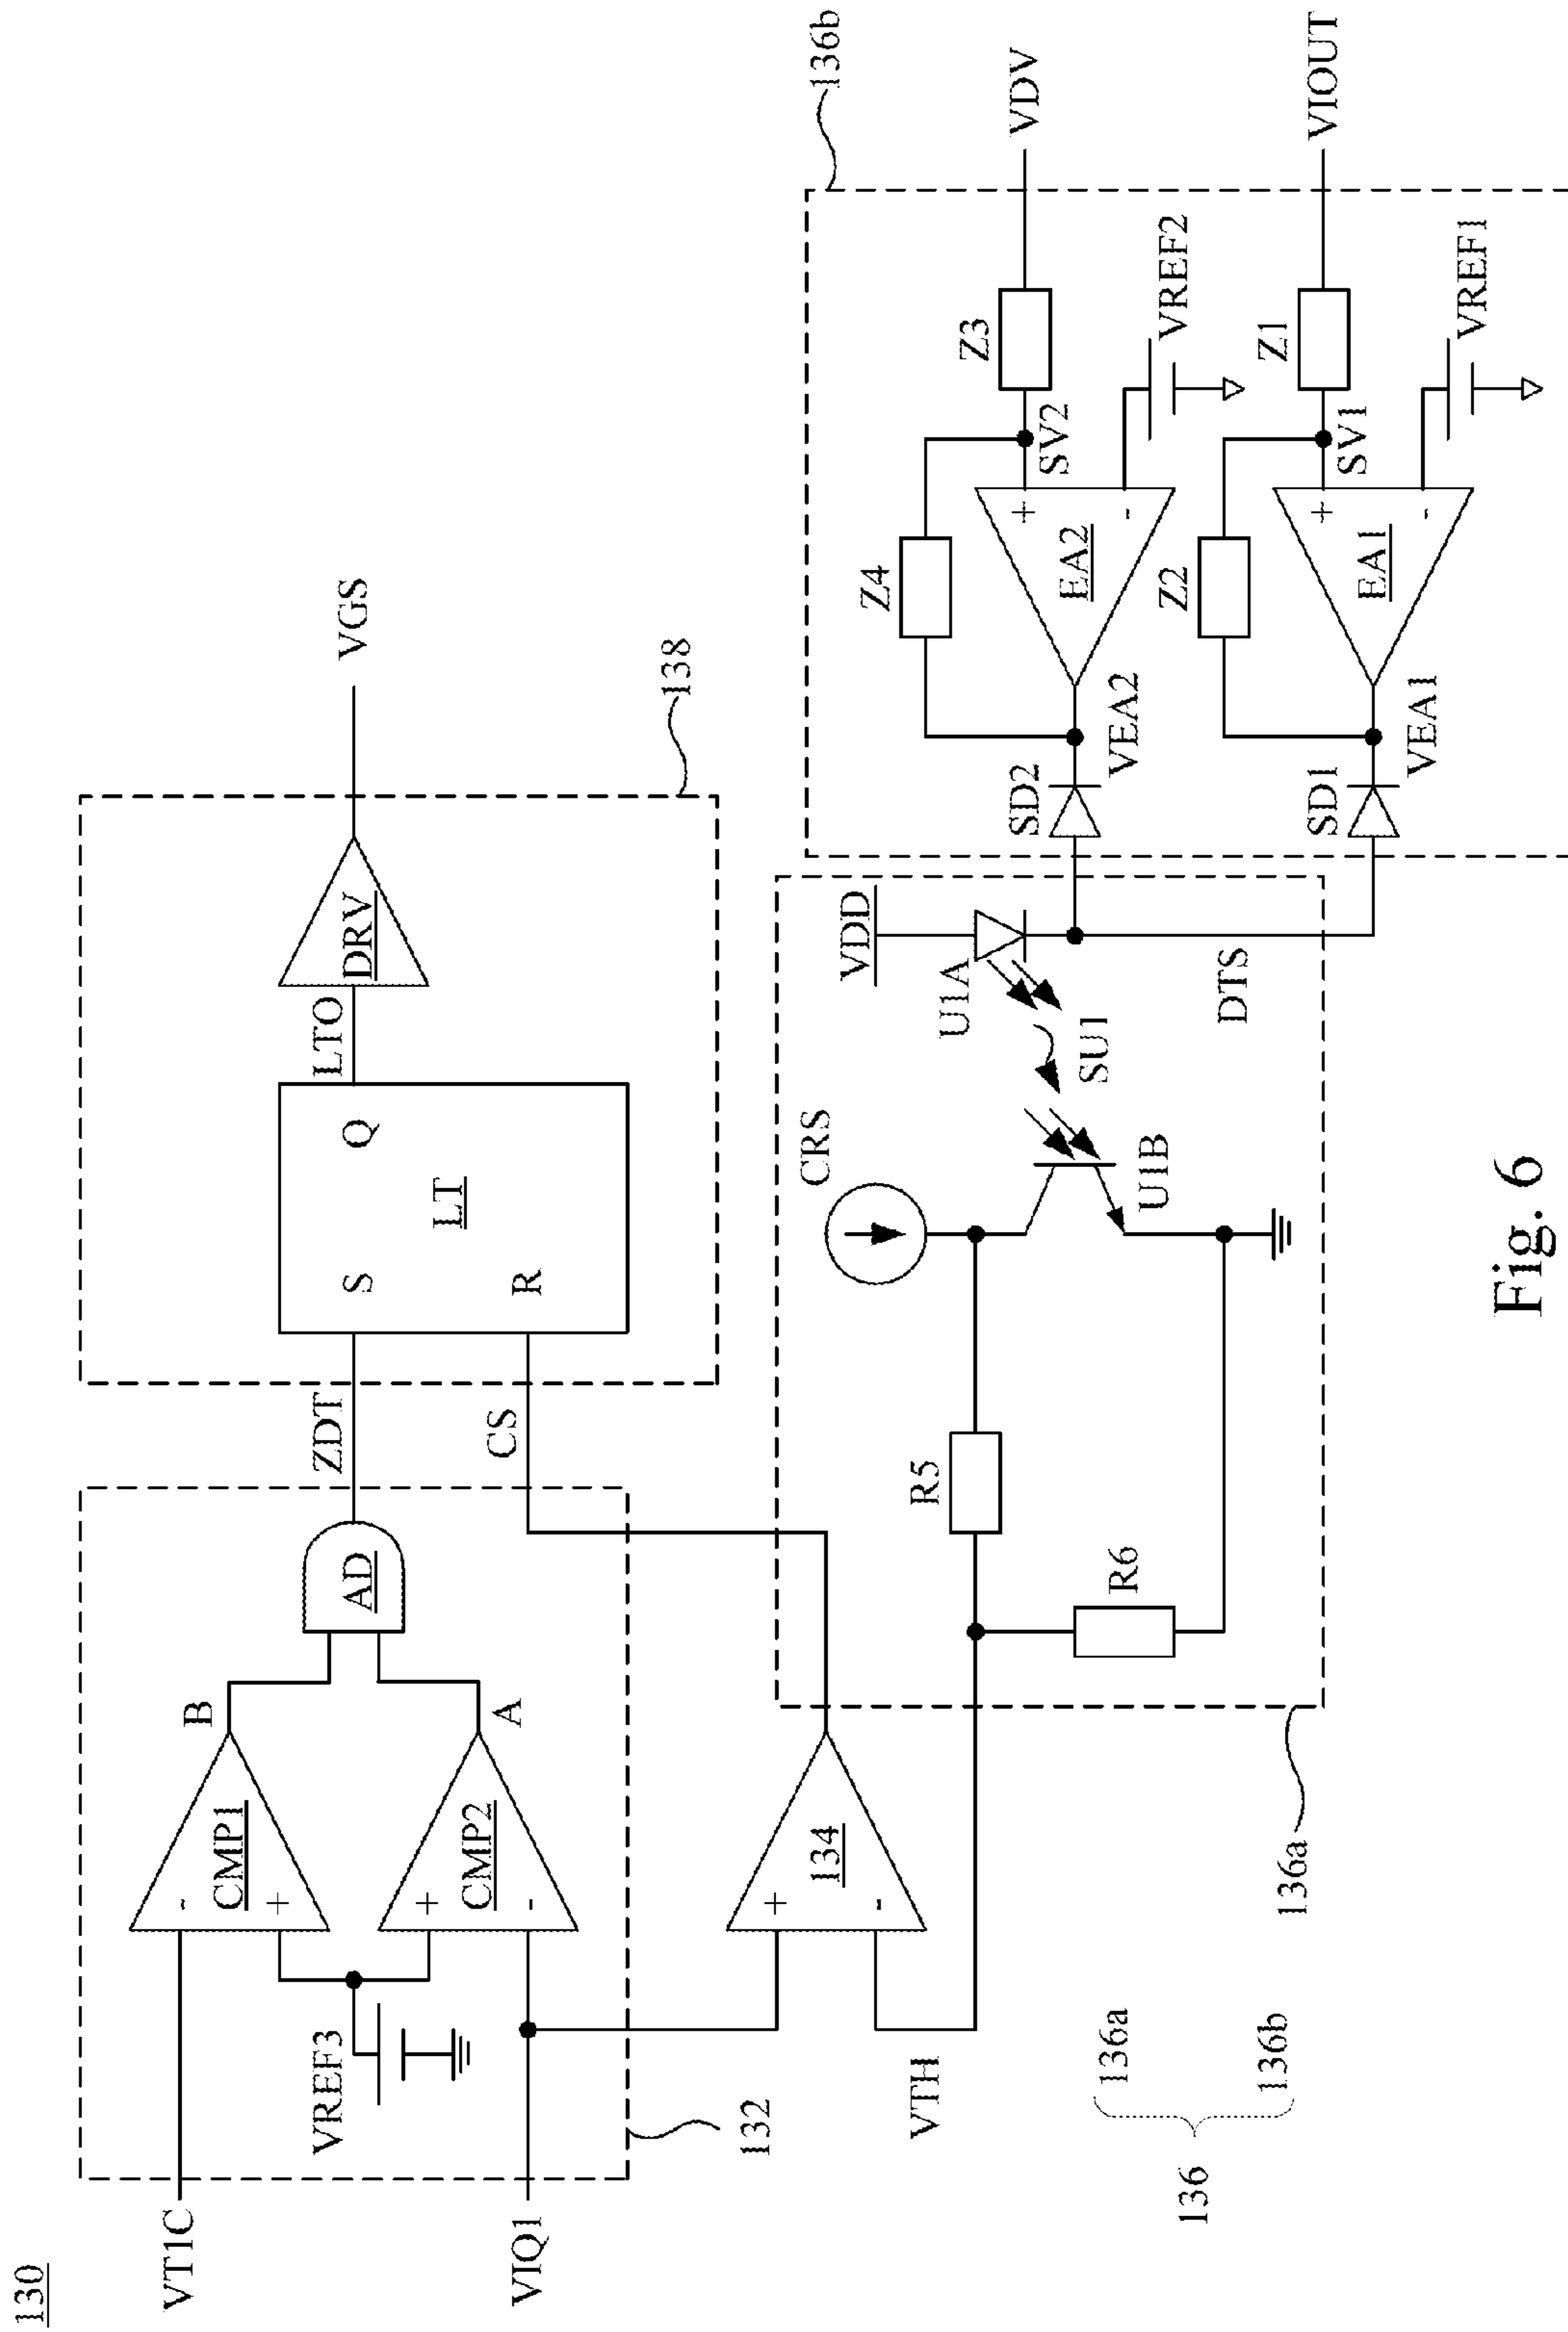 130
VT1C
VIQ1
VREF3
-
CMP1
+
+
CMP2
-
B
A
AD
132
ZDT
CS
S
Q
LT
R
LTO
DRV
VGS
138
+
134
-
VTH
136
136a
136b
136a
R5
R6
CRS
U1B
SU1
U1A
VDD
DTS
SD2
VEA2
Z4
EA2
+
-
SV2
Z3
VREF2
VDV
SD1
VEA1
Z2
EA1
+
-
SV1
Z1
VREF1
VIOUT
136b
Fig. 6